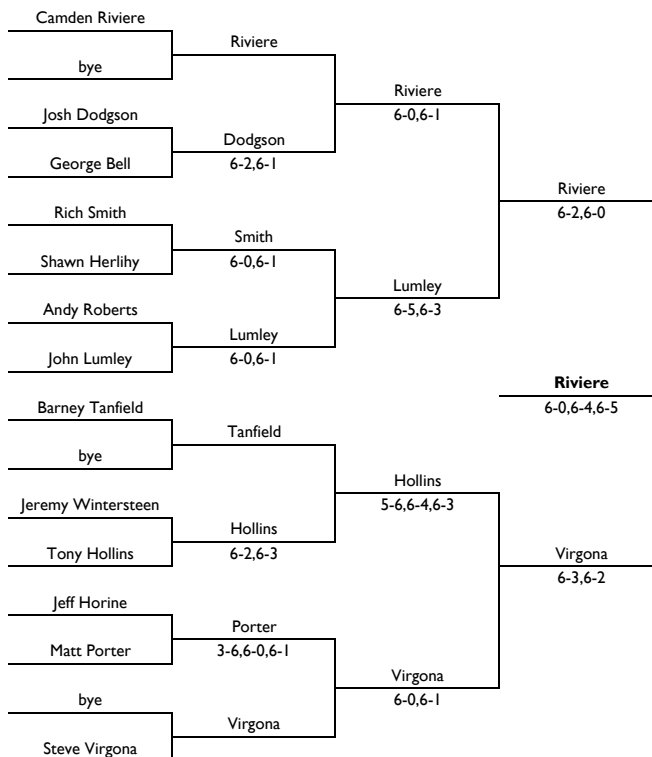 Camden Riviere
Riviere
bye
Riviere
6-0,6-1
Josh Dodgson
Dodgson
6-2,6-1
George Bell
Riviere
6-2,6-0
Rich Smith
Smith
6-0,6-1
Shawn Herlihy
Lumley
6-5,6-3
Andy Roberts
Lumley
6-0,6-1
John Lumley
Riviere
6-0,6-4,6-5
Barney Tanfield
Tanfield
bye
Hollins
5-6,6-4,6-3
Jeremy Wintersteen
Hollins
6-2,6-3
Tony Hollins
Virgona
6-3,6-2
Jeff Horine
Porter
3-6,6-0,6-1
Matt Porter
Virgona
6-0,6-1
bye
Virgona
Steve Virgona